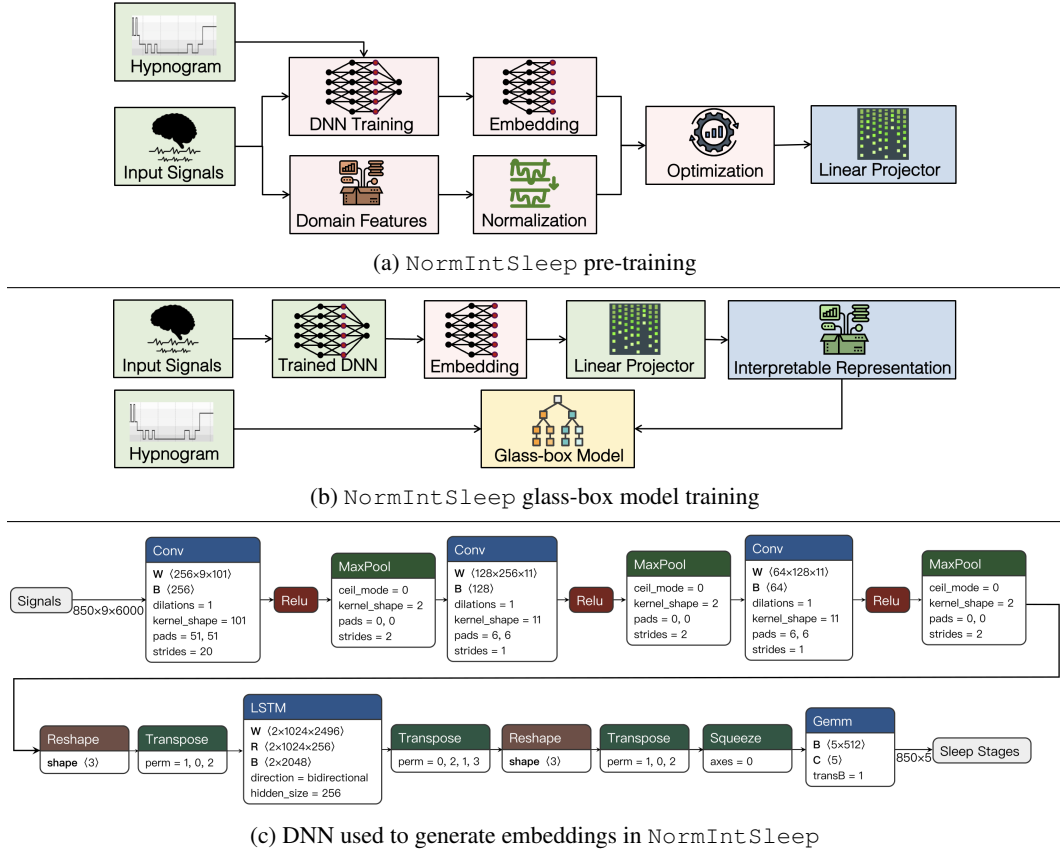 Hypnogram
Input Signals
DNN Training
Embedding
Domain Features
Normalization
Optimization
Linear Projector
(a) NormIntSleep pre-training
Input Signals
Trained DNN
Embedding
Linear Projector
Interpretable Representation
Hypnogram
Glass-box Model
(b) NormIntSleep glass-box model training
Signals
850×9×6000
Conv
W ⟨256×9×101⟩
B ⟨256⟩
dilations = 1
kernel_shape = 101
pads = 51, 51
strides = 20
Relu
MaxPool
ceil_mode = 0
kernel_shape = 2
pads = 0, 0
strides = 2
Conv
W ⟨128×256×11⟩
B ⟨128⟩
dilations = 1
kernel_shape = 11
pads = 6, 6
strides = 1
Relu
MaxPool
ceil_mode = 0
kernel_shape = 2
pads = 0, 0
strides = 2
Conv
W ⟨64×128×11⟩
B ⟨64⟩
dilations = 1
kernel_shape = 11
pads = 6, 6
strides = 1
Relu
MaxPool
ceil_mode = 0
kernel_shape = 2
pads = 0, 0
strides = 2
Reshape
shape ⟨3⟩
Transpose
perm = 1, 0, 2
LSTM
W ⟨2×1024×2496⟩
R ⟨2×1024×256⟩
B ⟨2×2048⟩
direction = bidirectional
hidden_size = 256
Transpose
perm = 0, 2, 1, 3
Reshape
shape ⟨3⟩
Transpose
perm = 1, 0, 2
Squeeze
axes = 0
Gemm
B ⟨5×512⟩
C ⟨5⟩
transB = 1
850×5
Sleep Stages
(c) DNN used to generate embeddings in NormIntSleep